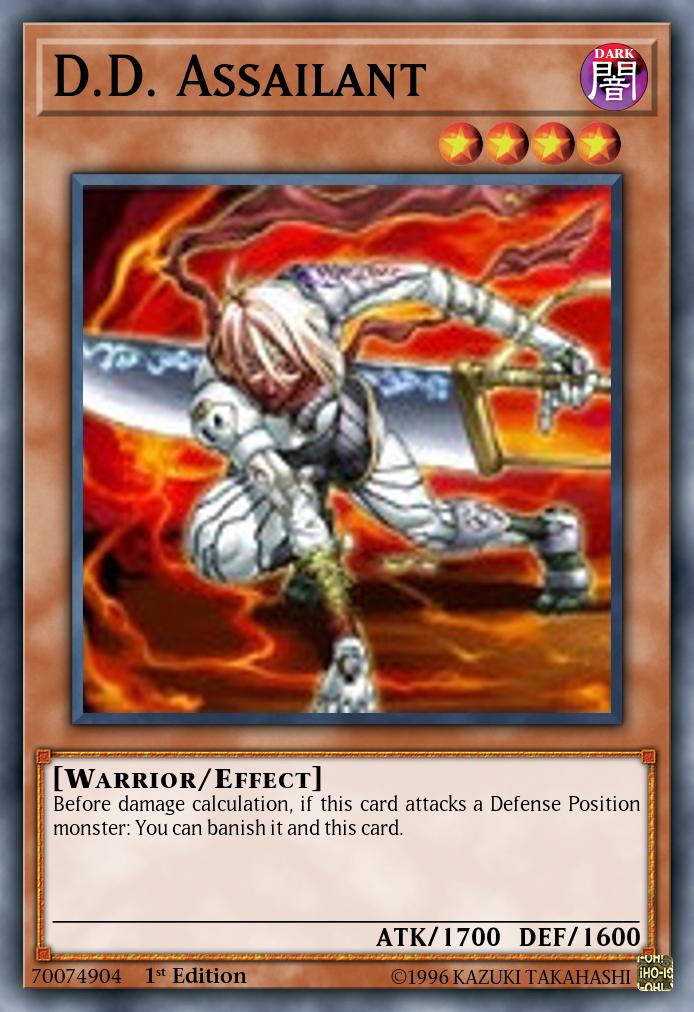 D.D. Assailant
DARK
闇
[Warrior/Effect]
Before damage calculation, if this card attacks a Defense Position
monster: You can banish it and this card.
ATK/1700 DEF/1600
70074904 1st Edition ©1996 KAZUKI TAKAHASHI